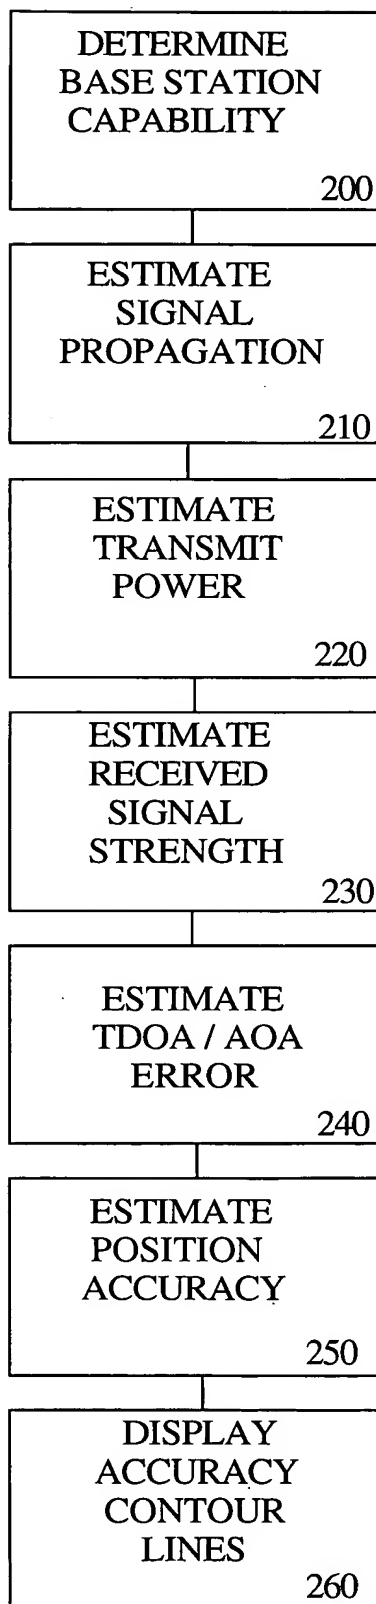 DETERMINE
BASE STATION
CAPABILITY
200
ESTIMATE
SIGNAL
PROPAGATION
210
ESTIMATE
TRANSMIT
POWER
220
ESTIMATE
RECEIVED
SIGNAL
STRENGTH
230
ESTIMATE
TDOA / AOA
ERROR
240
ESTIMATE
POSITION
ACCURACY
250
DISPLAY
ACCURACY
CONTOUR
LINES
260